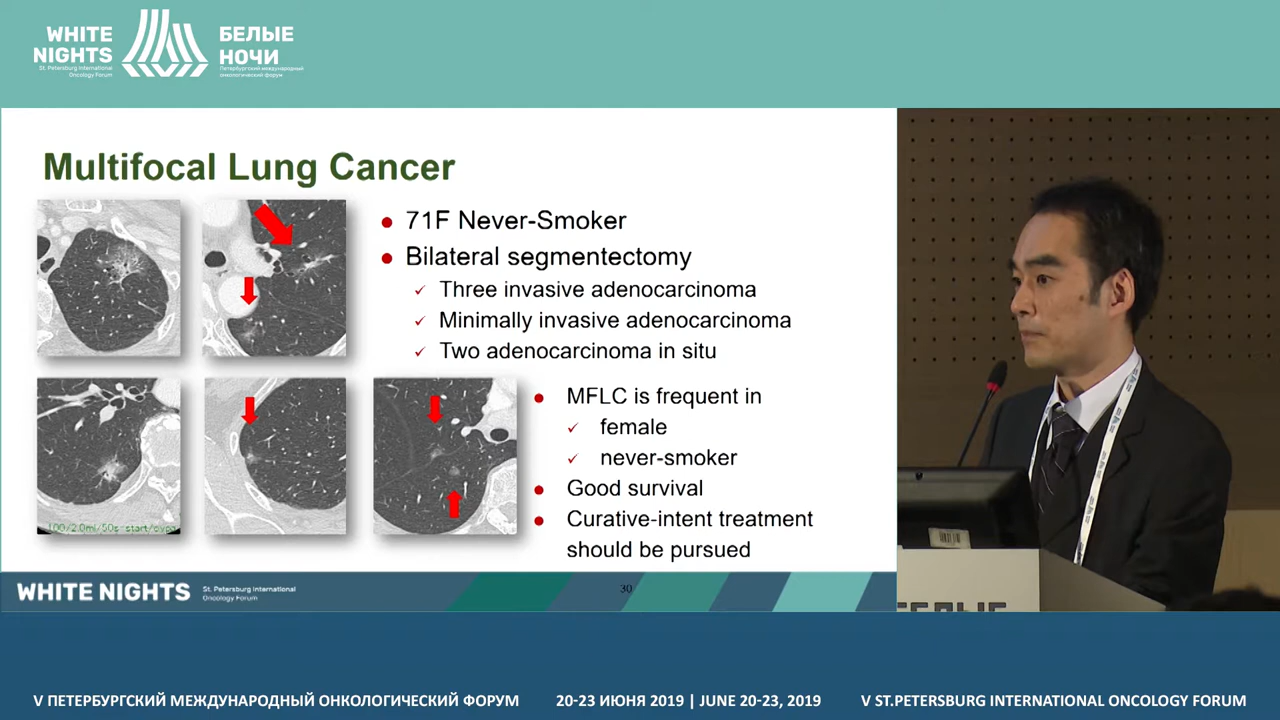 WHITE
NIGHTS
St. Petersburg International
Oncology Forum
БЕЛЫЕ
НОЧИ
Петербургский международный
онкологический форум
Multifocal Lung Cancer
71F Never-Smoker
Bilateral segmentectomy
Three invasive adenocarcinoma
Minimally invasive adenocarcinoma
Two adenocarcinoma in situ
MFLC is frequent in
female
never-smoker
Good survival
Curative-intent treatment
should be pursued
WHITE NIGHTS
St. Petersburg International
Oncology Forum
30
БЕЛЫЕ
V ПЕТЕРБУРГСКИЙ МЕЖДУНАРОДНЫЙ ОНКОЛОГИЧЕСКИЙ ФОРУМ
20-23 ИЮНЯ 2019 | JUNE 20-23, 2019
V ST.PETERSBURG INTERNATIONAL ONCOLOGY FORUM